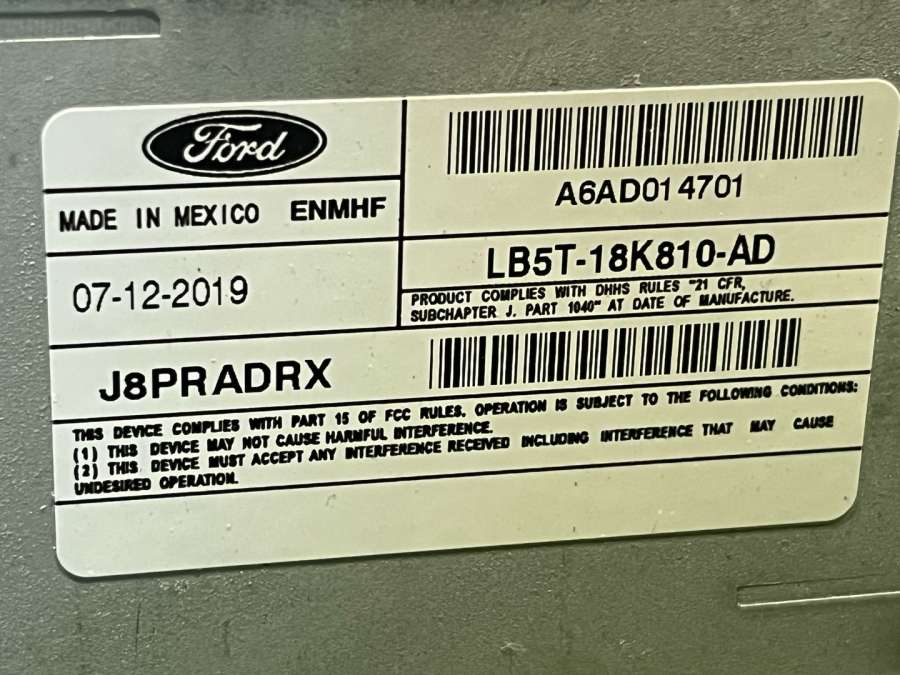 Ford
MADE IN MEXICO ENMHF
07-12-2019
A6AD014701
LB5T-18K810-AD
PRODUCT COMPLIES WITH DHHS RULES "21 CFR,
SUBCHAPTER J. PART 1040" AT DATE OF MANUFACTURE.
J8PRADRX
THIS DEVICE COMPLIES WITH PART 15 OF FCC RULES. OPERATION IS SUBJECT TO THE FOLLOWING CONDITIONS:
(1) THIS DEVICE MAY NOT CAUSE HARMFUL INTERFERENCE.
(2) THIS DEVICE MUST ACCEPT ANY INTERFERENCE RECEIVED INCLUDING INTERFERENCE THAT MAY CAUSE
UNDESIRED OPERATION.